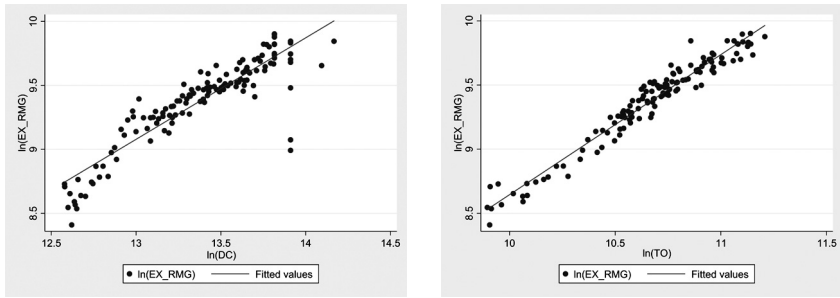 10
9.5
9
8.5
ln(EX_RMG)
12.5 13 13.5 14 14.5
ln(DC)
ln(EX_RMG) Fitted values
10
9.5
9
8.5
ln(EX_RMG)
10 10.5 11 11.5
ln(TO)
ln(EX_RMG) Fitted values